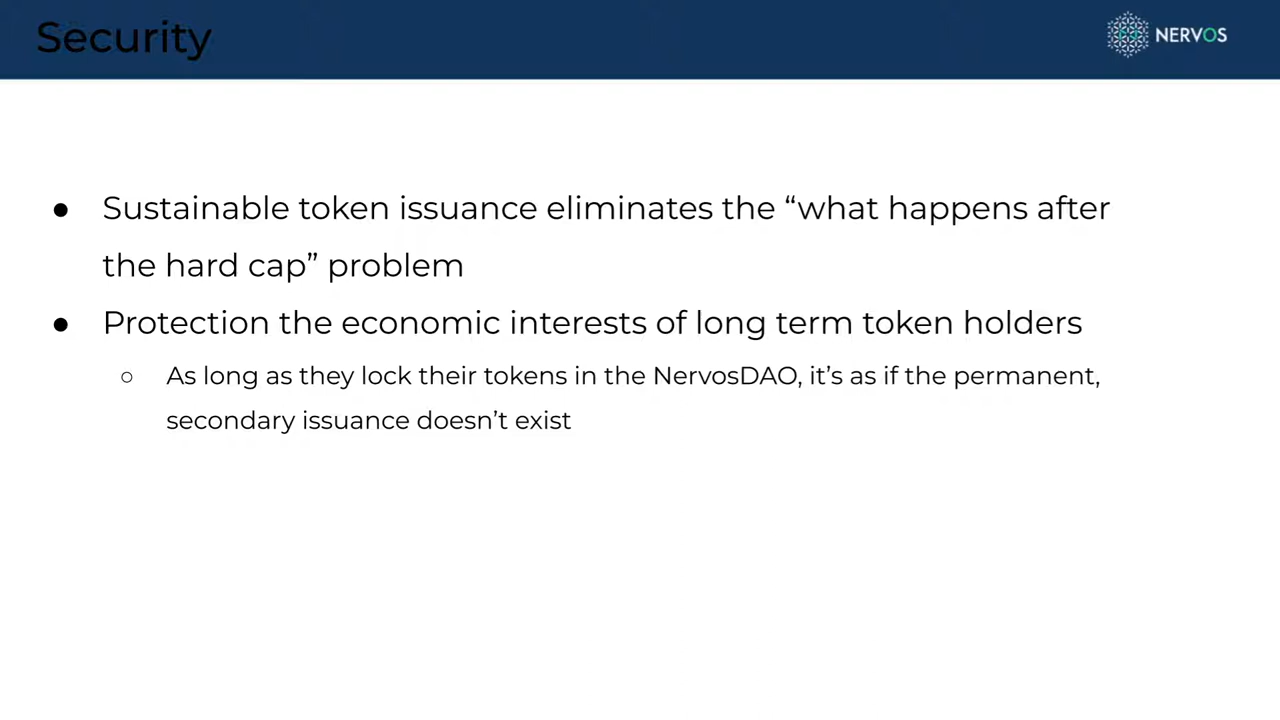 Security
NERVOS
● Sustainable token issuance eliminates the “what happens after
the hard cap” problem
● Protection the economic interests of long term token holders
○ As long as they lock their tokens in the NervosDAO, it’s as if the permanent,
secondary issuance doesn’t exist